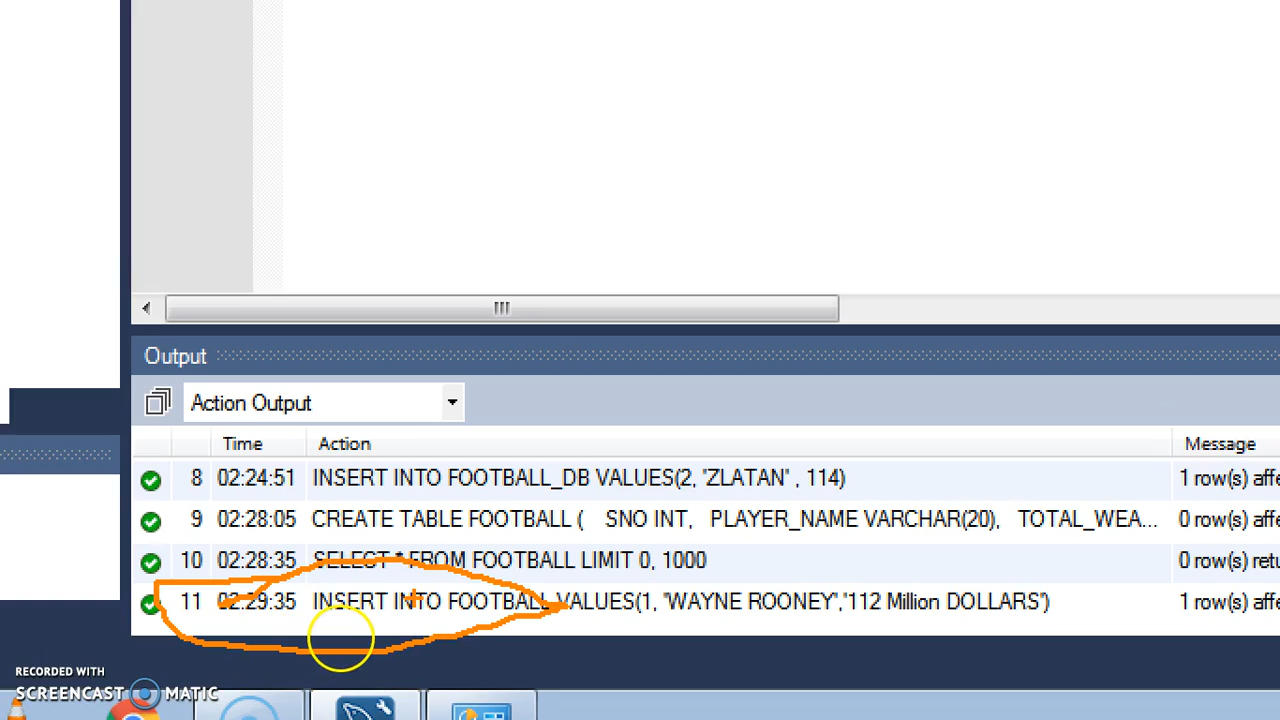 Output
Action Output
Time Action Message
8 02:24:51 INSERT INTO FOOTBALL_DB VALUES(2, "ZLATAN" , 114) 1 row(s) affe
9 02:28:05 CREATE TABLE FOOTBALL ( SNO INT, PLAYER_NAME VARCHAR(20), TOTAL_WEA... 0 row(s) affe
10 02:28:35 SELECT * FROM FOOTBALL LIMIT 0, 1000 0 row(s) retu
11 02:29:35 INSERT INTO FOOTBALL VALUES(1, "WAYNE ROONEY","112 Million DOLLARS") 1 row(s) affe
RECORDED WITH
SCREENCAST MATIC